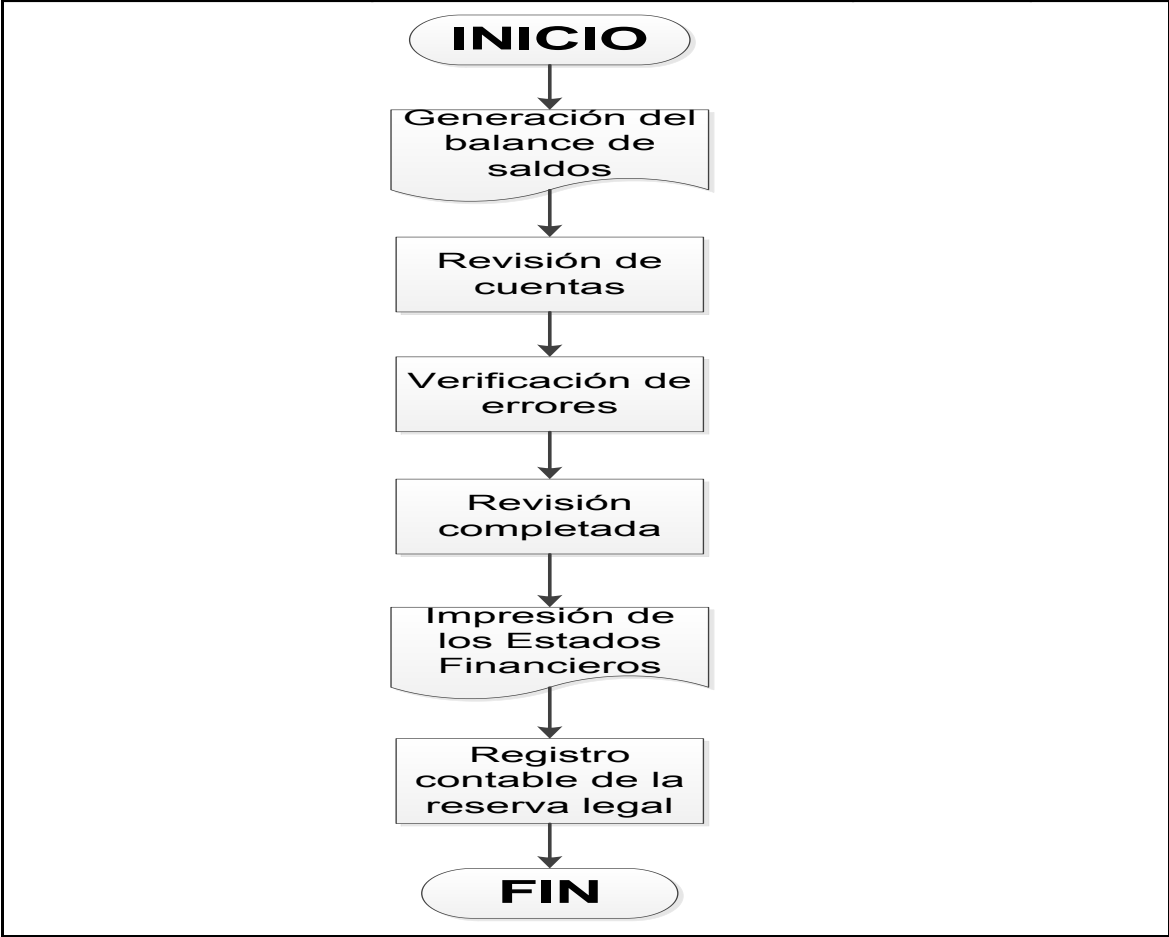 INICIO
Generación del
balance de
saldos
Revisión de
cuentas
Verificación de
errores
Revisión
completada
Impresión de
los Estados
Financieros
Registro
contable de la
reserva legal
FIN